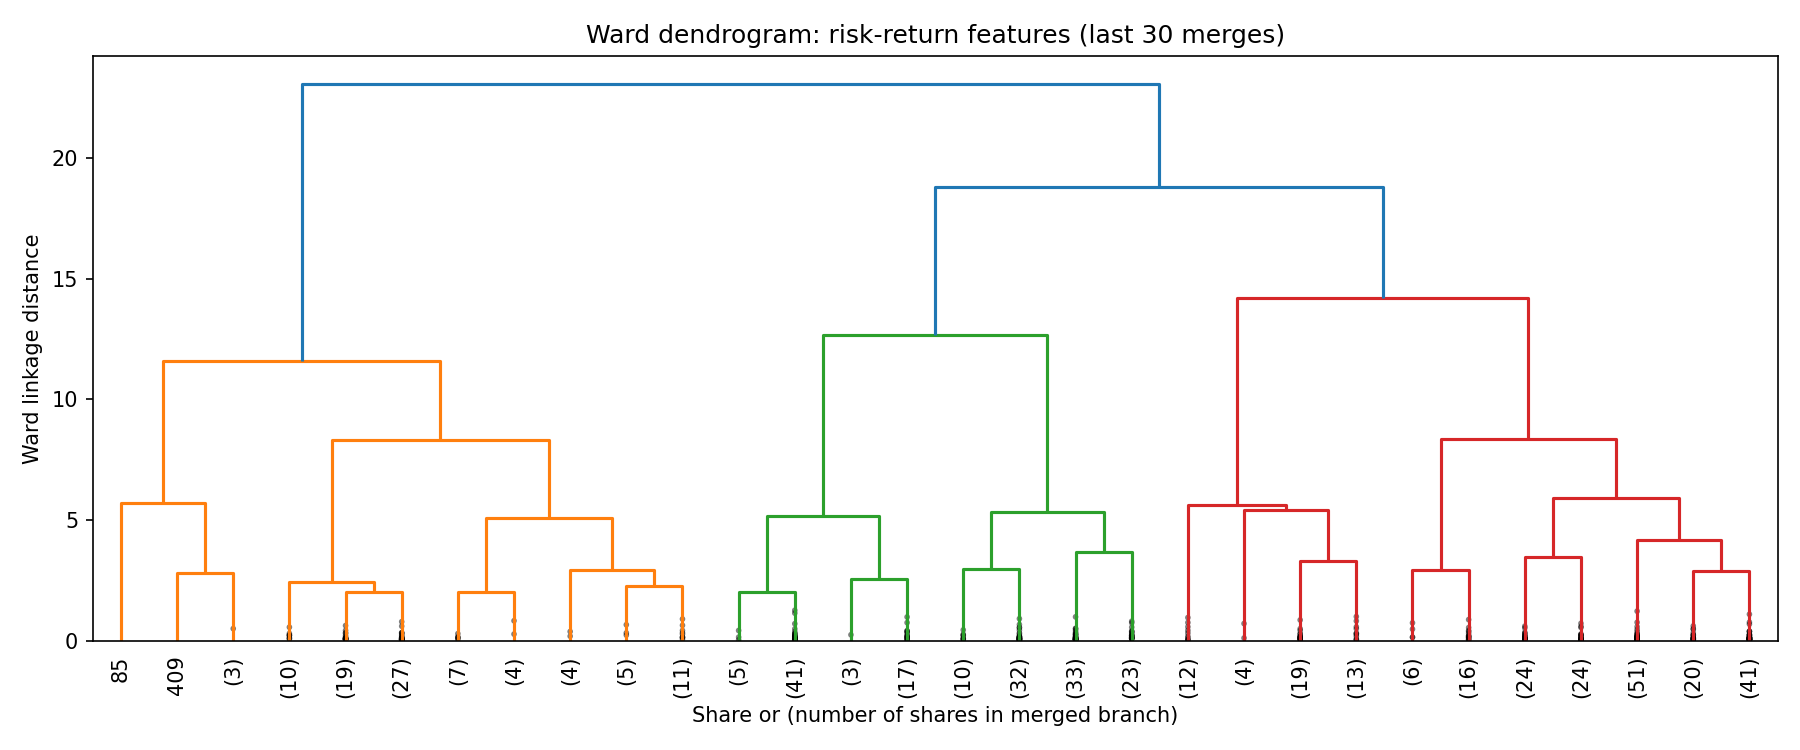 Ward dendrogram: risk-return features (last 30 merges)
Ward linkage distance
20
15
10
5
0
85 409 (3) (10) (19) (27) (7) (4) (4) (5) (11) (5) (41) (3) (17) (10) (32) (33) (23) (12) (4) (19) (13) (6) (16) (24) (24) (51) (20) (41)
Share or (number of shares in merged branch)